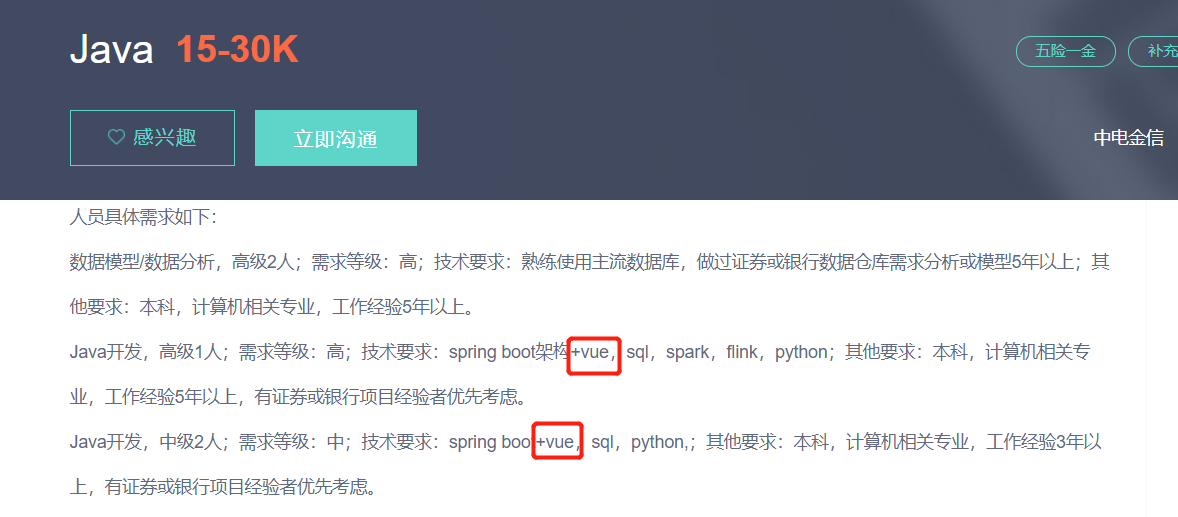 Java 15-30K
五险一金 补充
感兴趣 立即沟通
中电金信
人员具体需求如下：
数据模型/数据分析，高级2人；需求等级：高；技术要求：熟练使用主流数据库，做过证券或银行数据仓库需求分析或模型5年以上；其
他要求：本科，计算机相关专业，工作经验5年以上。
Java开发，高级1人；需求等级：高；技术要求：spring boot架构+vue，sql，spark，flink，python；其他要求：本科，计算机相关专
业，工作经验5年以上，有证券或银行项目经验者优先考虑。
Java开发，中级2人；需求等级：中；技术要求：spring boot+vue，sql，python,；其他要求：本科，计算机相关专业，工作经验3年以
上，有证券或银行项目经验者优先考虑。